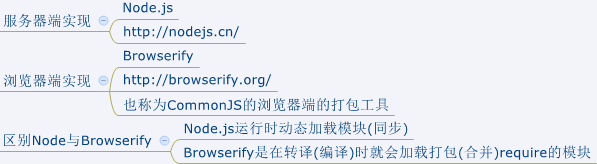 服务器端实现
Node.js
http://nodejs.cn/
浏览器端实现
Browserify
http://browserify.org/
也称为CommonJS的浏览器端的打包工具
区别Node与Browserify
Node.js运行时动态加载模块(同步)
Browserify是在转译(编译)时就会加载打包(合并)require的模块